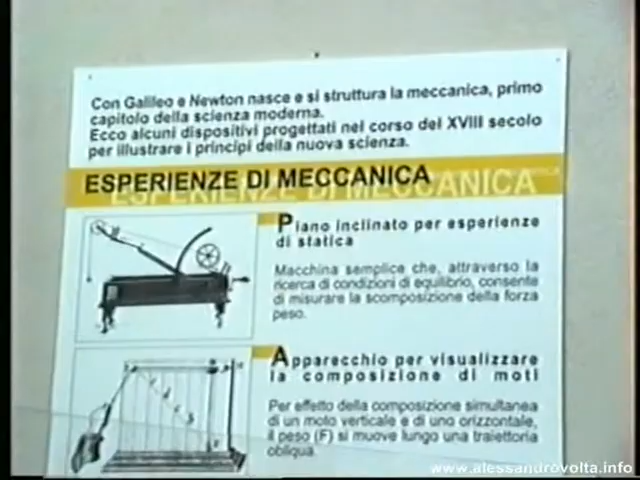 Con Galileo e Newton nasce e si struttura la meccanica, primo
capitolo della scienza moderna.
Ecco alcuni dispositivi progettati nel corso del XVIII secolo
per illustrare i principi della nuova scienza.
ESPERIENZE DI MECCANICA
ESPERIENZE DI MECCANICA
Piano inclinato per esperienze
di statica
Macchina semplice che, attraverso la
ricerca di condizioni di equilibrio, consente
di misurare la scomposizione della forza
peso.
Apparecchio per visualizzare
la composizione di moti
Per effetto della composizione simultanea
di un moto verticale e di uno orizzontale,
il peso (F) si muove lungo una traiettoria
obliqua.
www.alessandrovolta.info